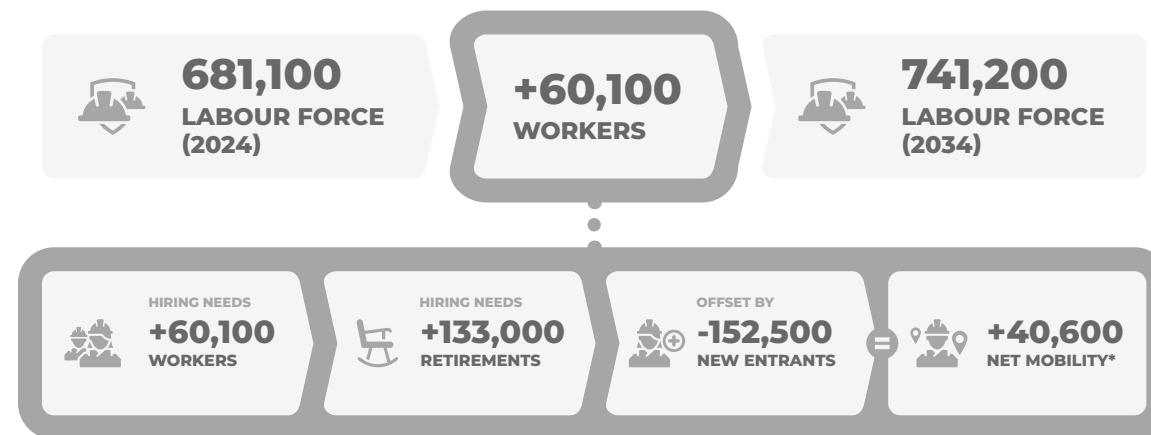 681,100
LABOUR FORCE
(2024)
+60,100
WORKERS
741,200
LABOUR FORCE
(2034)
HIRING NEEDS
+60,100
WORKERS
HIRING NEEDS
+133,000
RETIREMENTS
OFFSET BY
-152,500
NEW ENTRANTS
=
+40,600
NET MOBILITY*